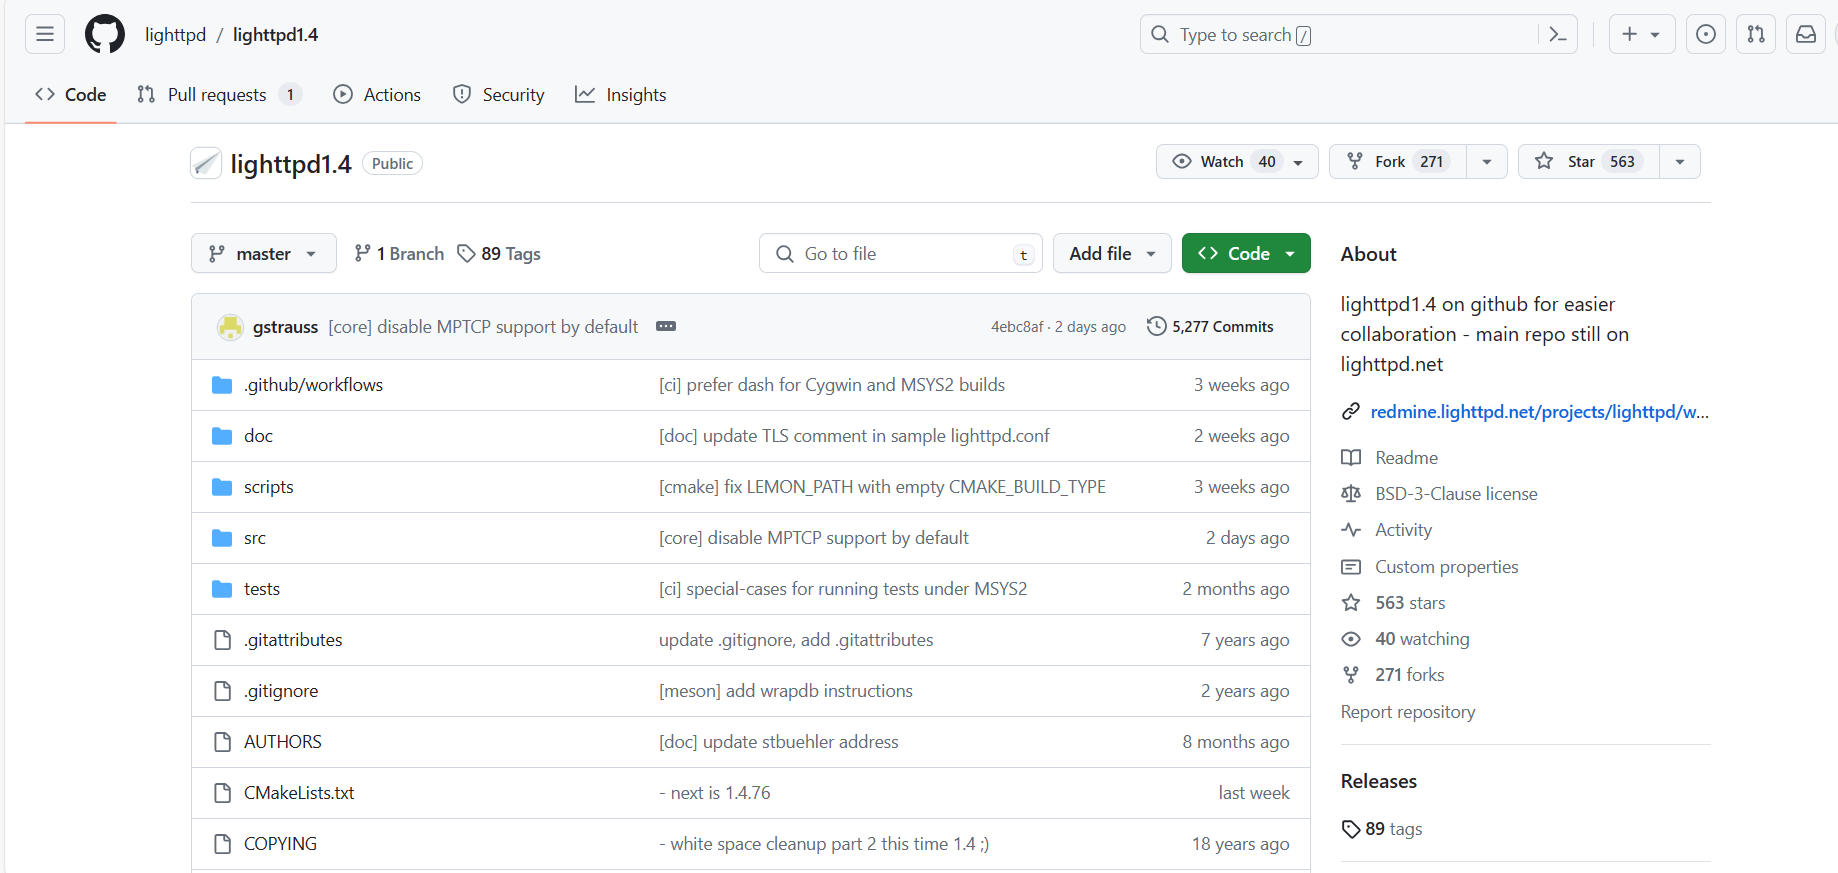 lighttpd / lighttpd1.4
Type to search /
Code Pull requests 1 Actions Security Insights
lighttpd1.4 Public
Watch 40 Fork 271 Star 563
master 1 Branch 89 Tags Go to file t Add file Code
gstrauss [core] disable MPTCP support by default 4ebc8af · 2 days ago 5,277 Commits
.github/workflows [ci] prefer dash for Cygwin and MSYS2 builds 3 weeks ago
doc [doc] update TLS comment in sample lighttpd.conf 2 weeks ago
scripts [cmake] fix LEMON_PATH with empty CMAKE_BUILD_TYPE 3 weeks ago
src [core] disable MPTCP support by default 2 days ago
tests [ci] special-cases for running tests under MSYS2 2 months ago
.gitattributes update .gitignore, add .gitattributes 7 years ago
.gitignore [meson] add wrapdb instructions 2 years ago
AUTHORS [doc] update stbuehler address 8 months ago
CMakeLists.txt - next is 1.4.76 last week
COPYING - white space cleanup part 2 this time 1.4 ;) 18 years ago
About
lighttpd1.4 on github for easier
collaboration - main repo still on
lighttpd.net
redmine.lighttpd.net/projects/lighttpd/w...
Readme
BSD-3-Clause license
Activity
Custom properties
563 stars
40 watching
271 forks
Report repository
Releases
89 tags